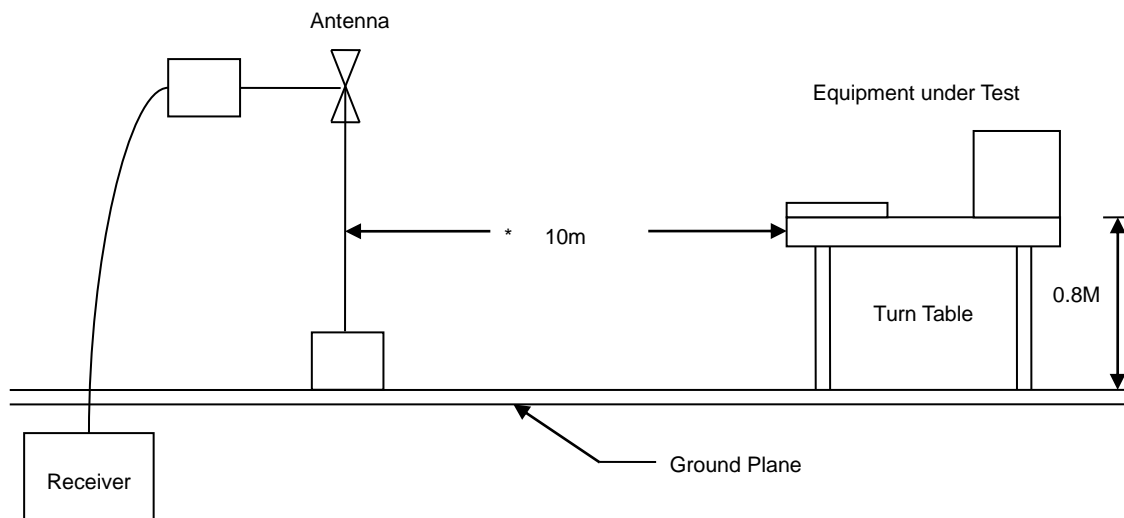 Antenna
Equipment under Test
* 10m
0.8M
Turn Table
Ground Plane
Receiver